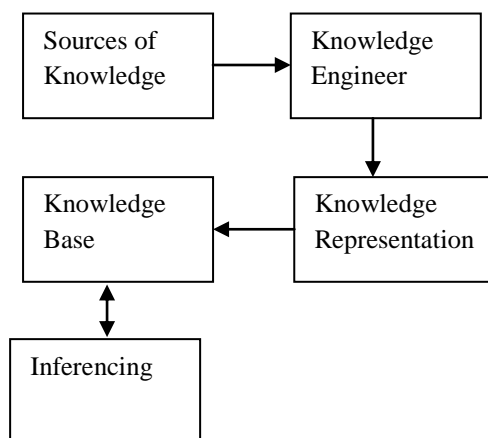 Sources of
Knowledge
Knowledge
Engineer
Knowledge
Base
Knowledge
Representation
Inferencing